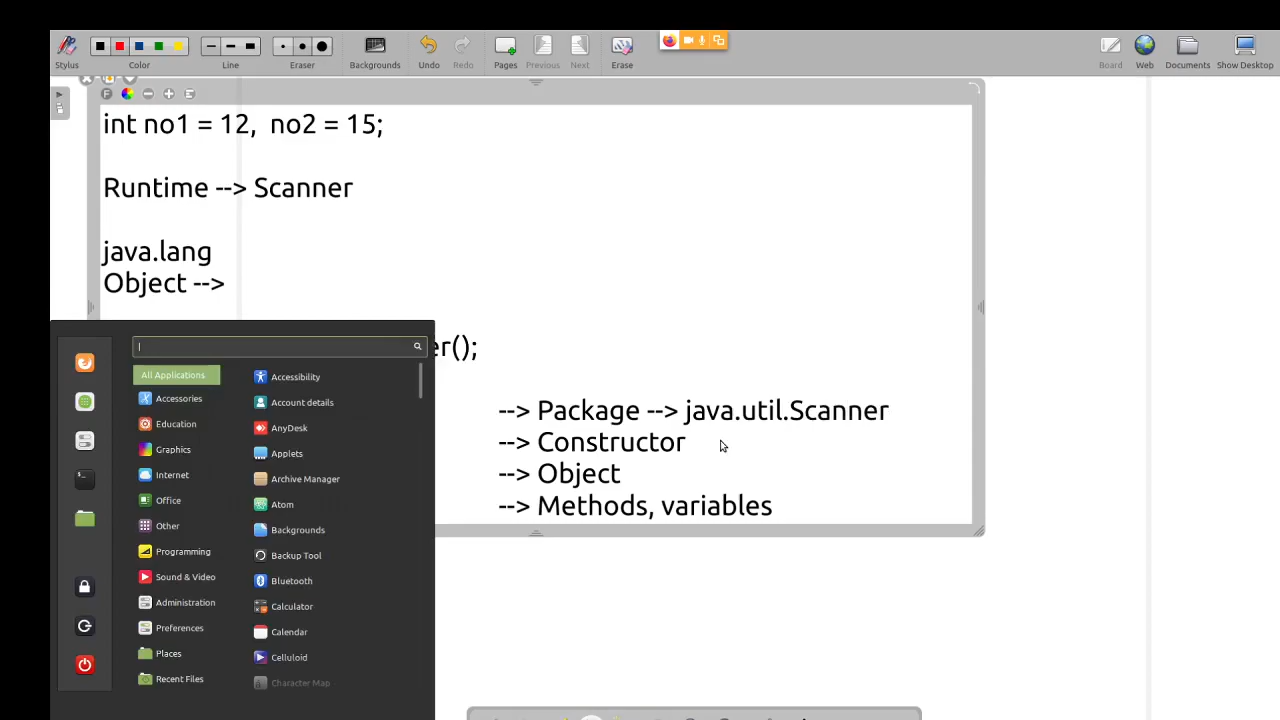 Stylus
Color
Line
Eraser
Backgrounds
Undo
Redo
Pages
Previous
Next
Erase
Board
Web
Documents
Show Desktop
F
int no1 = 12,  no2 = 15;
Runtime --> Scanner
java.lang
Object -->
er();
--> Package --> java.util.Scanner
--> Constructor
--> Object
--> Methods, variables
All Applications
Accessories
Education
Graphics
Internet
Office
Other
Programming
Sound & Video
Administration
Preferences
Places
Recent Files
Accessibility
Account details
AnyDesk
Applets
Archive Manager
Atom
Backgrounds
Backup Tool
Bluetooth
Calculator
Calendar
Celluloid
Character Map